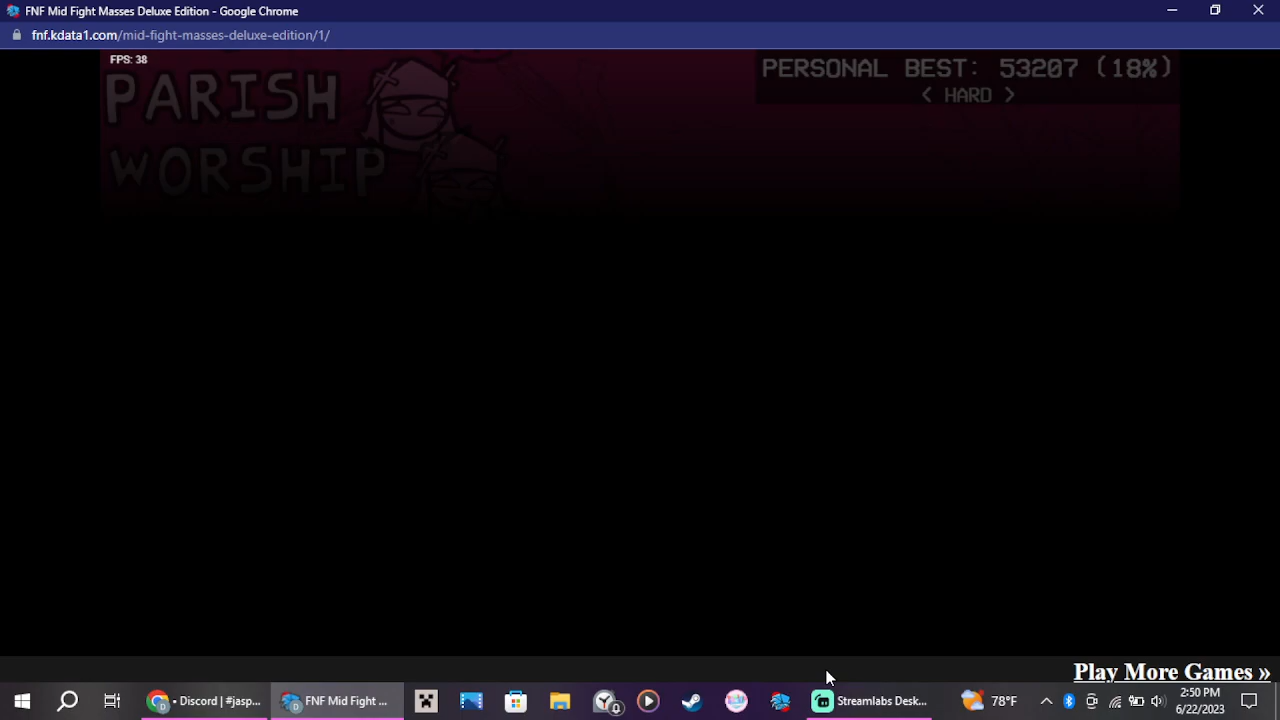 FNF Mid Fight Masses Deluxe Edition - Google Chrome
fnf.kdata1.com/mid-fight-masses-deluxe-edition/1/
FPS: 38
PARISH
WORSHIP
PERSONAL BEST: 53207 (18%)
< HARD >
Play More Games »
Discord | #jasp...
FNF Mid Fight ...
Streamlabs Desk...
78°F
2:50 PM
6/22/2023